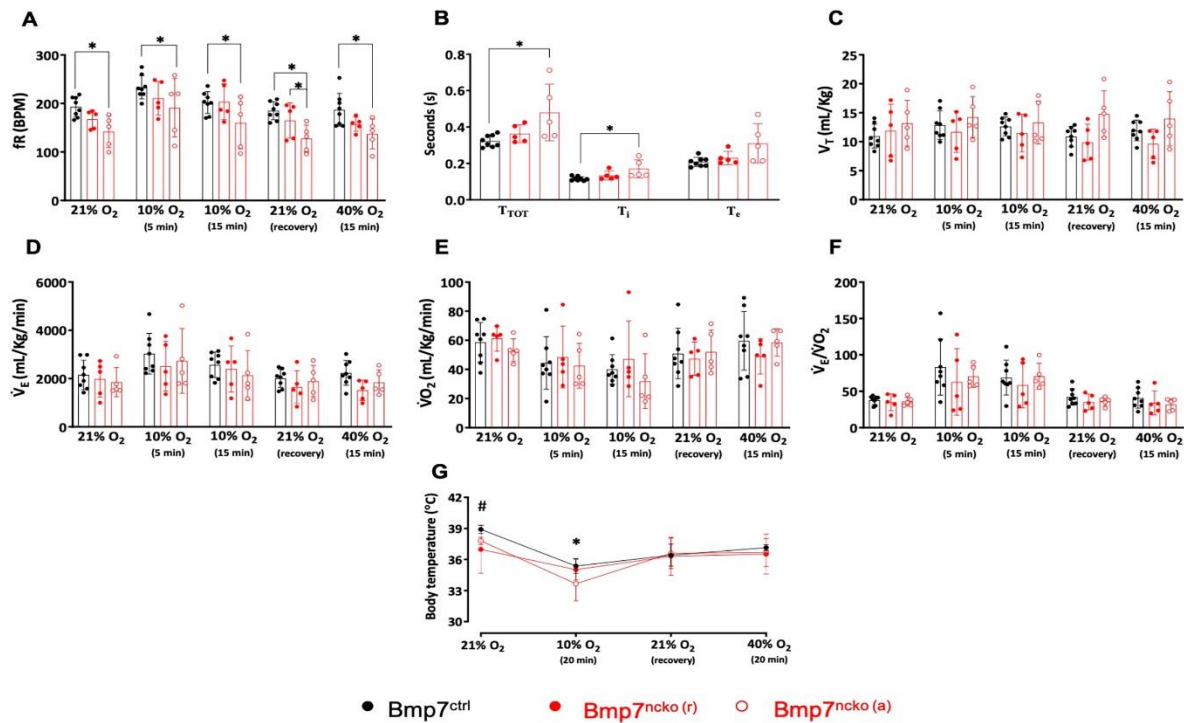 A
B
C
fR (BPM)
300
200
100
0
*
*
*
*
*
*
21% O₂
10% O₂
10% O₂
21% O₂
40% O₂
(5 min)
(15 min)
(recovery)
(15 min)
Seconds (s)
0.8
0.6
0.4
0.2
0.0
*
*
T_TOT
T_i
T_e
V_T (mL/Kg)
25
20
15
10
5
0
21% O₂
10% O₂
10% O₂
21% O₂
40% O₂
(5 min)
(15 min)
(recovery)
(15 min)
D
E
F
V̇_E (mL/Kg/min)
6000
4000
2000
0
21% O₂
10% O₂
10% O₂
21% O₂
40% O₂
(5 min)
(15 min)
(recovery)
(15 min)
V̇O₂ (mL/Kg/min)
100
80
60
40
20
0
21% O₂
10% O₂
10% O₂
21% O₂
40% O₂
(5 min)
(15 min)
(recovery)
(15 min)
V̇_E/V̇O₂
200
150
100
50
0
21% O₂
10% O₂
10% O₂
21% O₂
40% O₂
(5 min)
(15 min)
(recovery)
(15 min)
G
Body temperature (°C)
42
39
36
33
30
#
*
21% O₂
10% O₂
21% O₂
40% O₂
(20 min)
(recovery)
(20 min)
Bmp7ctrl
Bmp7ncko (r)
Bmp7ncko (a)